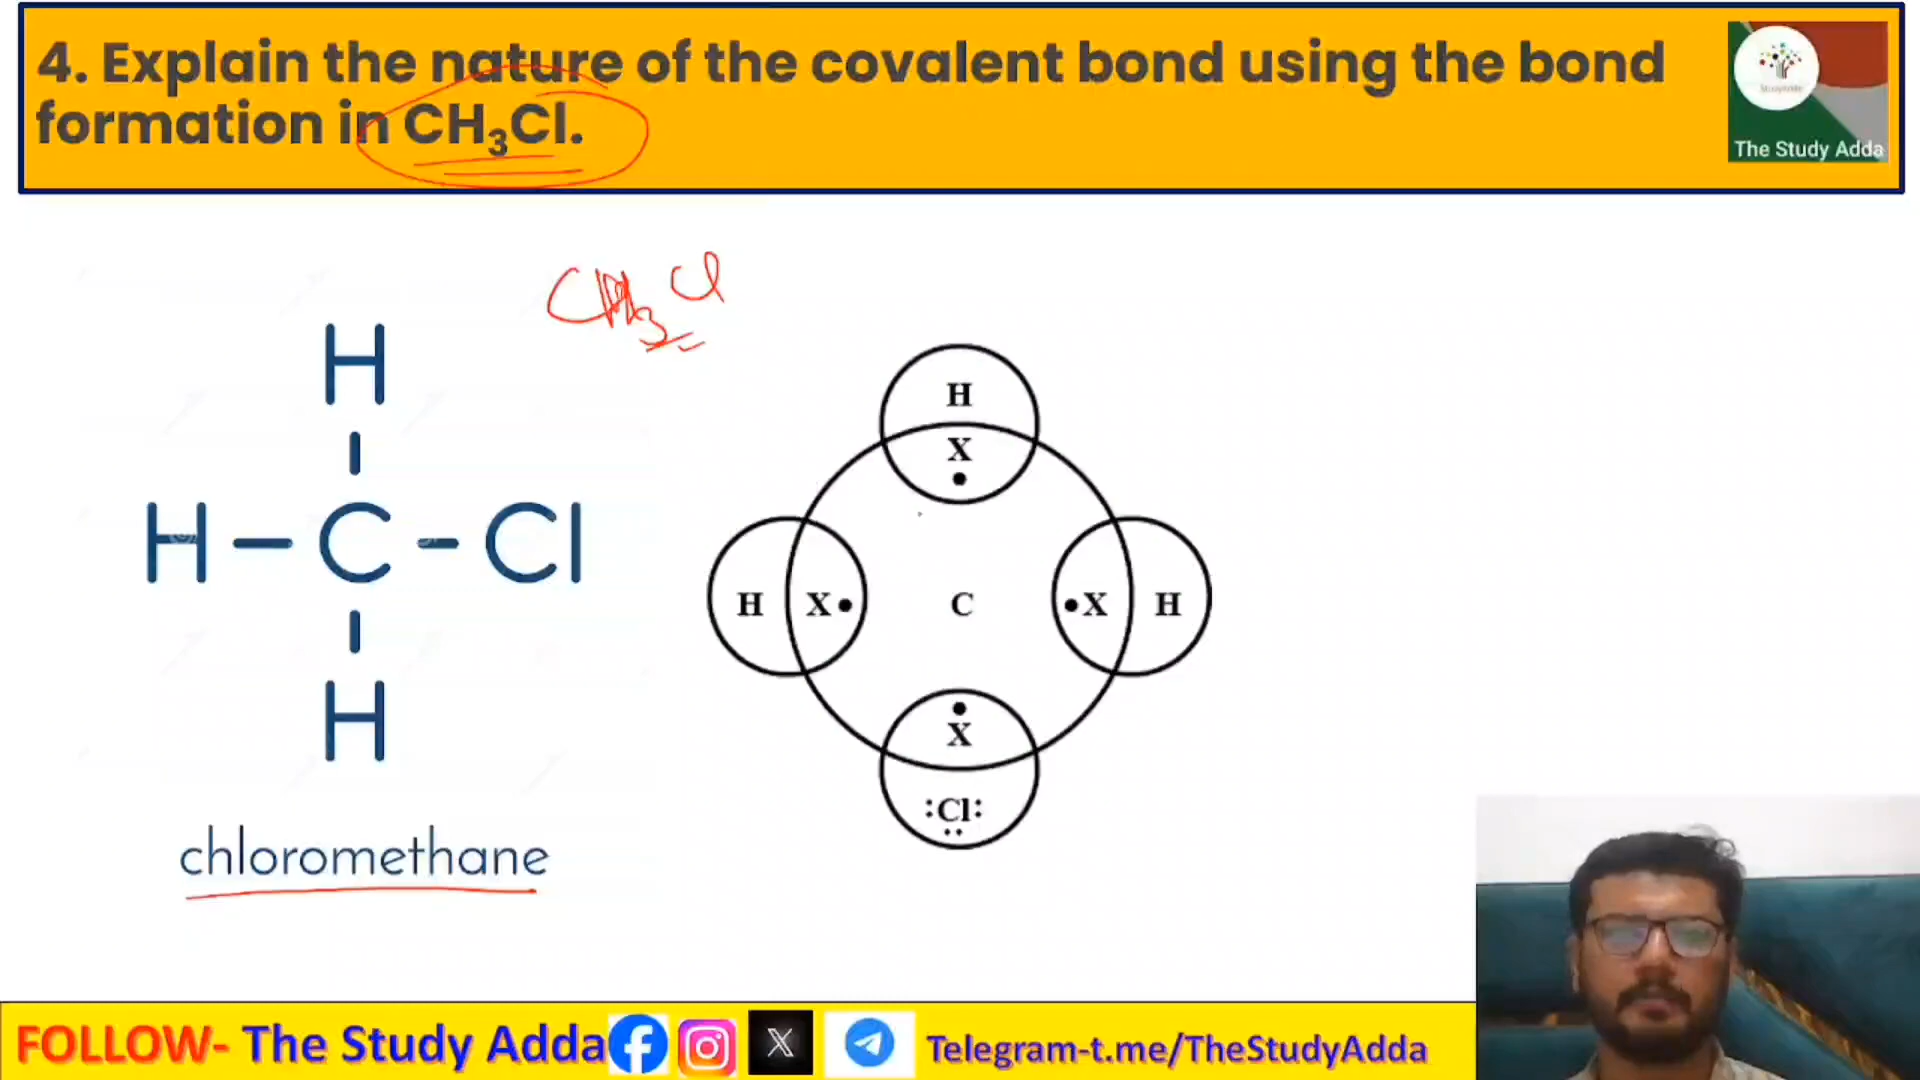 4. Explain the nature of the covalent bond using the bond
formation in CH₃Cl.
The Study Adda
CH₃Cl
H
H – C – Cl
H
chloromethane
H
X
H X• C •X H
X
:Cl:
FOLLOW- The Study Adda
Telegram-t.me/TheStudyAdda